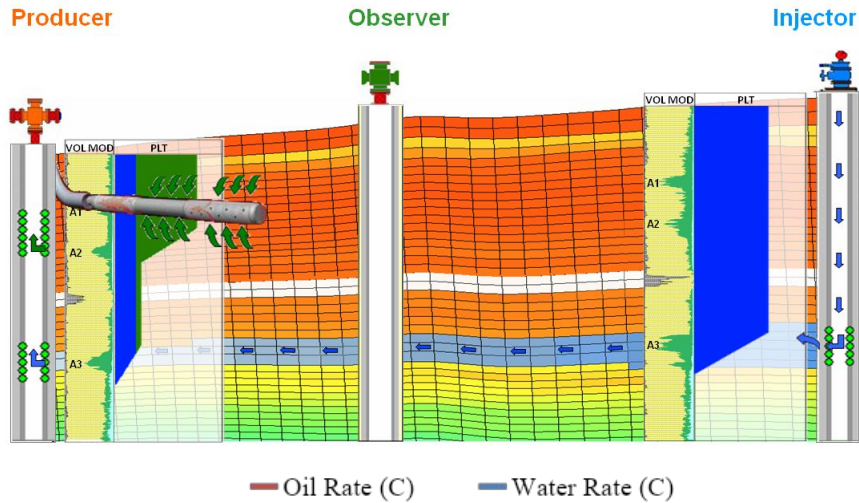 Producer
Observer
Injector
VOL MOD
PLT
VOL MOD
PLT
A1
A2
A3
A1
A2
A3
Oil Rate (C)
Water Rate (C)